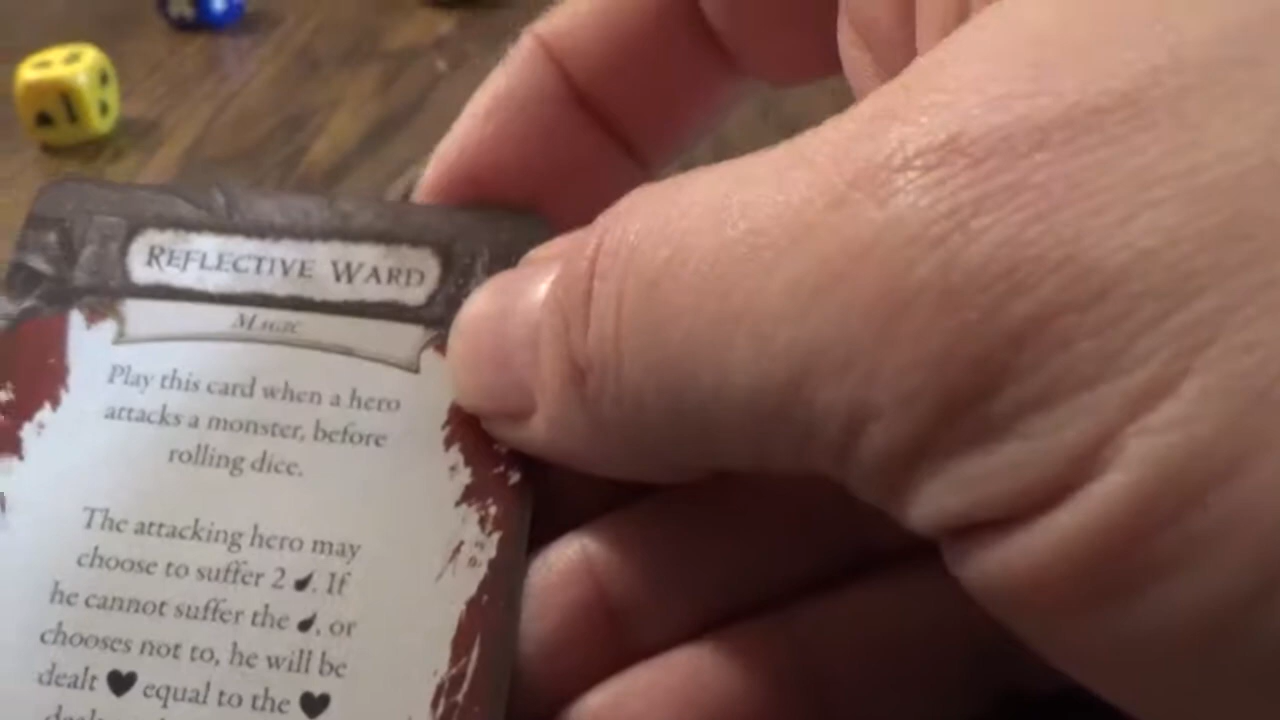 REFLECTIVE WARD
Magic
Play this card when a hero
attacks a monster, before
rolling dice.
The attacking hero may
choose to suffer 2 . If
he cannot suffer the , or
chooses not to, he will be
dealt ♥ equal to the ♥